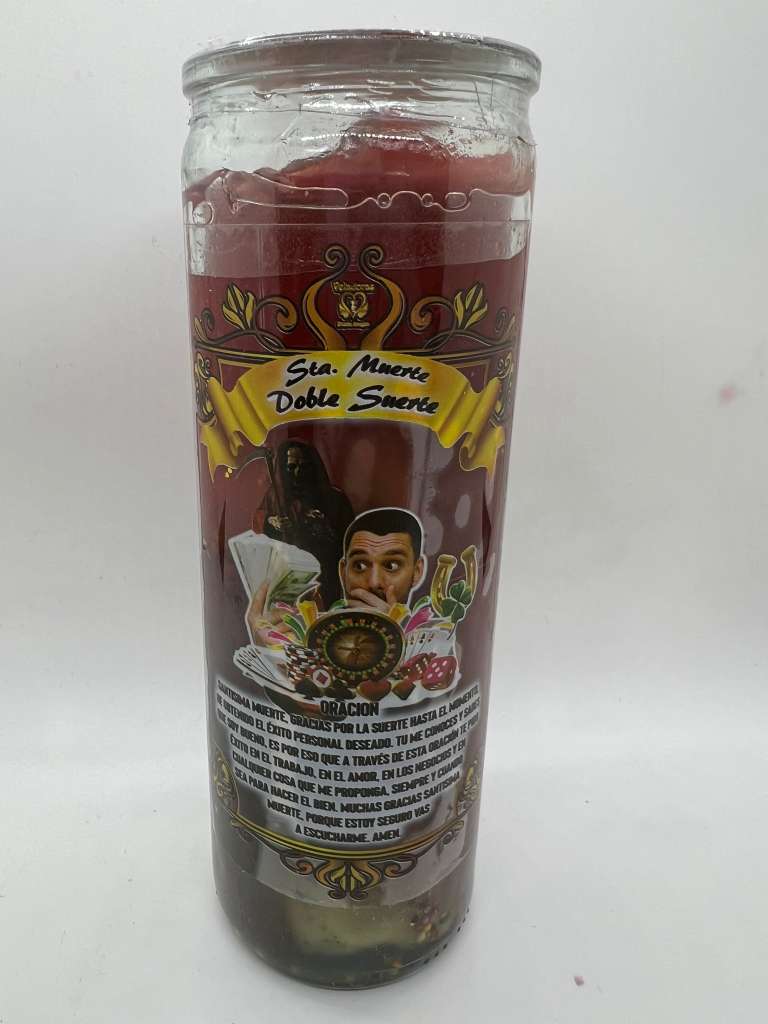 Veladoras
Sta. Muerte
Doble Suerte
ORACION
SANTISIMA MUERTE, GRACIAS POR LA SUERTE HASTA EL MOMENTO,
DE OBTENIDO EL ÉXITO PERSONAL DESEADO. TU ME CONOCES Y SABES
QUE SOY BUENO, ES POR ESO QUE A TRAVÉS DE ESTA ORACIÓN TE PIDO
ÉXITO EN EL TRABAJO, EN EL AMOR, EN LOS NEGOCIOS Y EN
CUALQUIER COSA QUE ME PROPONGA, SIEMPRE Y CUANDO
SEA PARA HACER EL BIEN. MUCHAS GRACIAS SANTISIMA
MUERTE, PORQUE ESTOY SEGURO VAS
A ESCUCHARME. AMEN.